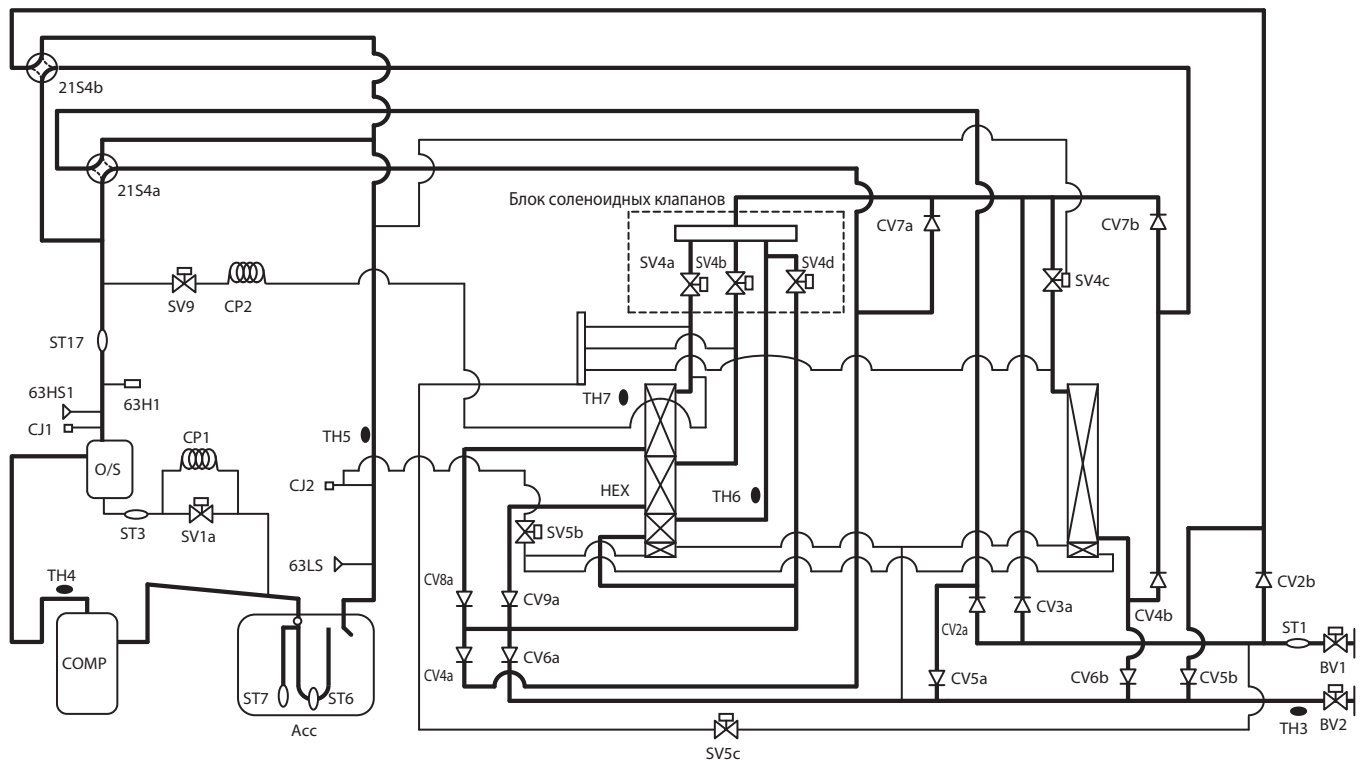 21S4b
21S4a
Блок соленоидных клапанов
CV7a
CV7b
SV4a
SV4b
SV4d
SV4c
SV9
CP2
ST17
63HS1
63H1
CJ1
TH7
TH5
CP1
O/S
CJ2
HEX
TH6
ST3
SV1a
SV5b
63LS
TH4
CV8a
CV9a
CV2a
CV3a
CV4b
CV2b
ST1
COMP
CV4a
CV6a
CV5a
CV6b
CV5b
BV1
ST7
ST6
Acc
SV5c
TH3
BV2